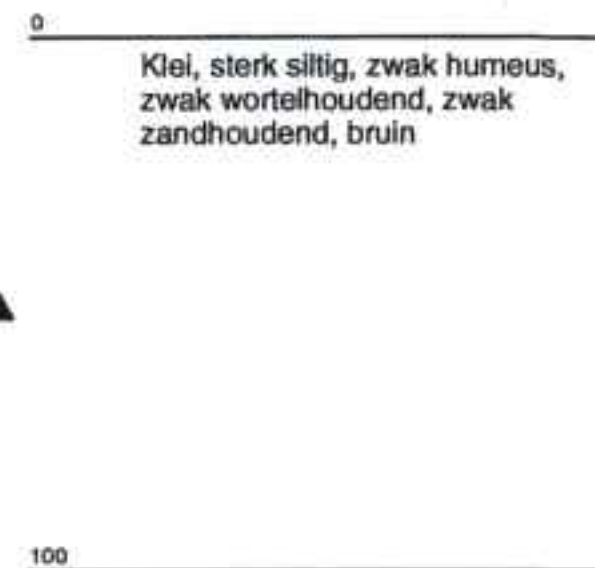 0
Klei, sterk siltig, zwak humeus,
zwak wortelhoudend, zwak
zandhoudend, bruin
100